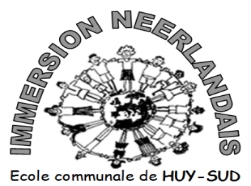 IMMERSION NEERLANDAIS
Ecole communale de HUY-SUD